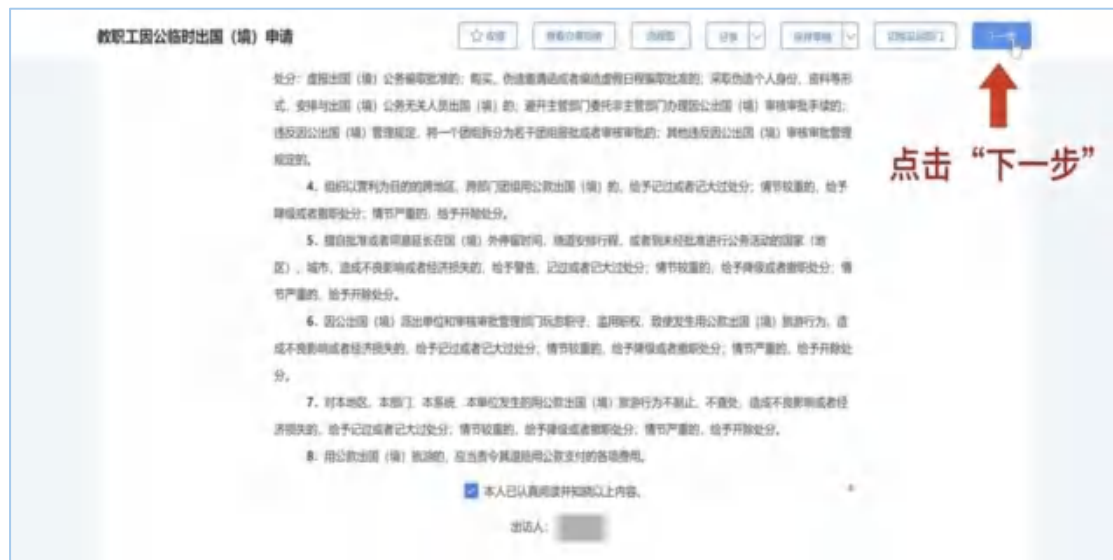 教职工因公临时出国（境）申请
☆ 收藏
下一步
点击“下一步”
处分：虚报出国（境）公务骗取批准的；购买、伪造邀请函或者编造虚假日程骗取批准的；采取伪造个人身份、资料等形
式，安排与出国（境）公务无关人员出国（境）的，避开主管部门委托非主管部门办理因公出国（境）审核审批手续的；
违反因公出国（境）管理规定，将一个团组拆分为若干团组报批或者审核审批的；其他违反因公出国（境）审核审批管理
规定的。
4．组织以营利为目的的跨地区、跨部门团组用公款出国（境）的，给予记过或者记大过处分；情节较重的，给予
降级或者撤职处分；情节严重的，给予开除处分。
5．擅自批准或者同意延长在国（境）外停留时间，绕道安排行程，或者到未经批准进行公务活动的国家（地
区）、城市，造成不良影响或者经济损失的，给予警告、记过或者记大过处分；情节较重的，给予降级或者撤职处分；情
节严重的，给予开除处分。
6．因公出国（境）派出单位和审核审批管理部门玩忽职守、滥用职权，致使发生用公款出国（境）旅游行为，造
成不良影响或者经济损失的，给予记过或者记大过处分；情节较重的，给予降级或者撤职处分；情节严重的，给予开除处
分。
7．对本地区、本部门、本系统、本单位发生的用公款出国（境）旅游行为不制止、不查处，造成不良影响或者经
济损失的，给予记过或者记大过处分；情节较重的，给予降级或者撤职处分；情节严重的，给予开除处分。
8．用公款出国（境）旅游的，应当责令其退赔用公款支付的各项费用。
本人已认真阅读并知晓以上内容。
出访人：